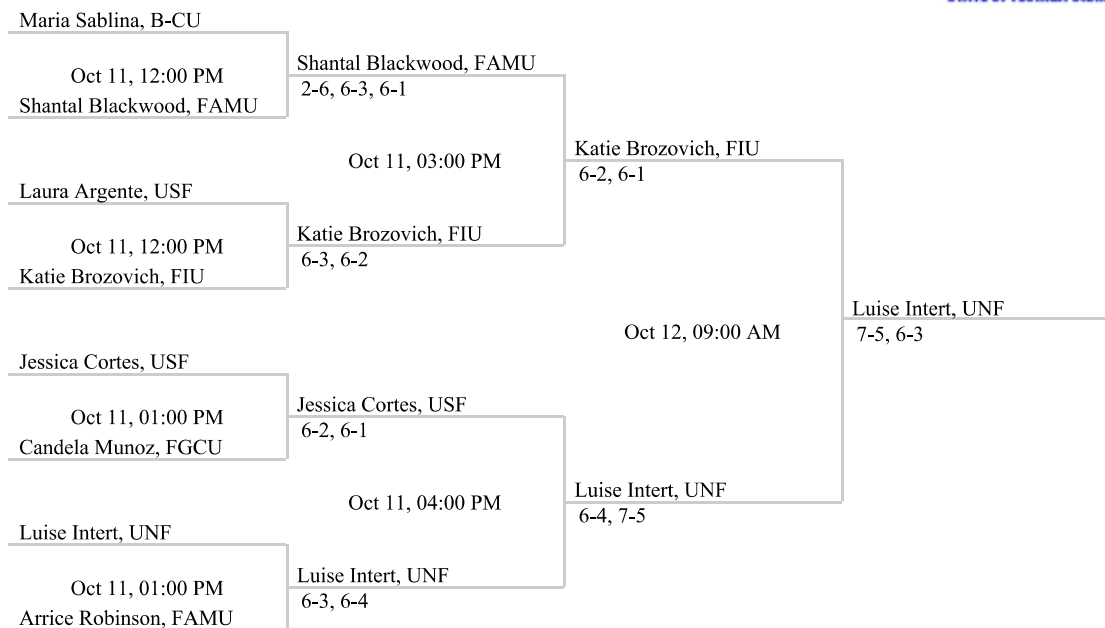 Maria Sablina, B-CU
Oct 11, 12:00 PM
Shantal Blackwood, FAMU
Shantal Blackwood, FAMU
2-6, 6-3, 6-1
Oct 11, 03:00 PM
Katie Brozovich, FIU
6-2, 6-1
Laura Argente, USF
Oct 11, 12:00 PM
Katie Brozovich, FIU
Katie Brozovich, FIU
6-3, 6-2
Oct 12, 09:00 AM
Luise Intert, UNF
7-5, 6-3
Jessica Cortes, USF
Oct 11, 01:00 PM
Candela Munoz, FGCU
Jessica Cortes, USF
6-2, 6-1
Oct 11, 04:00 PM
Luise Intert, UNF
6-4, 7-5
Luise Intert, UNF
Oct 11, 01:00 PM
Arrice Robinson, FAMU
Luise Intert, UNF
6-3, 6-4